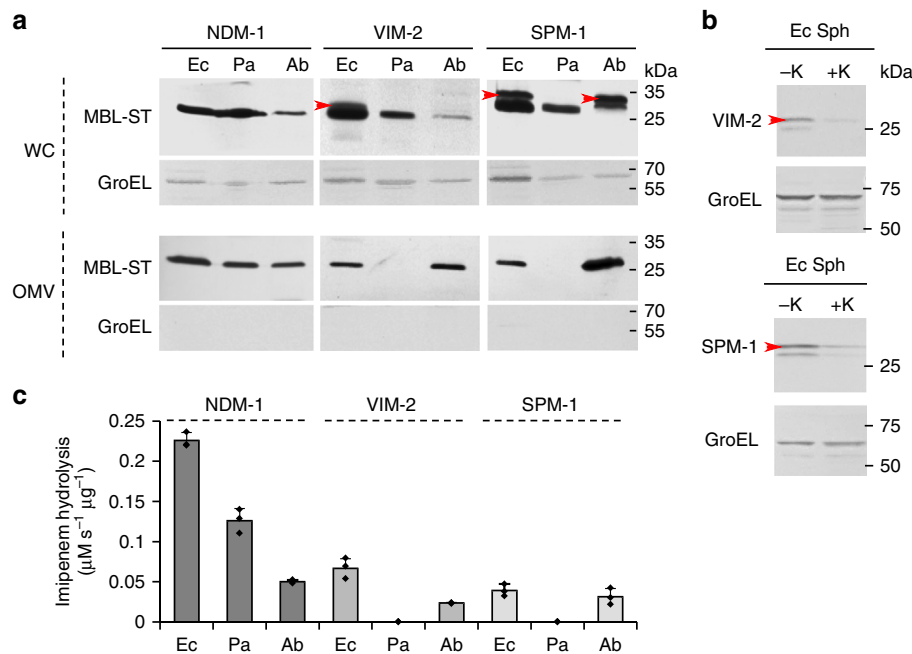 a
NDM-1 VIM-2 SPM-1
Ec Pa Ab Ec Pa Ab Ec Pa Ab kDa
WC
MBL-ST 35 25
GroEL 70 55
OMV
MBL-ST 35 25
GroEL 70 55
b
Ec Sph
–K +K kDa
VIM-2 25
GroEL 75 50
Ec Sph
–K +K
SPM-1 25
GroEL 75 50
c
NDM-1 VIM-2 SPM-1
Imipenem hydrolysis
(µM s⁻¹ µg⁻¹)
0.25
0.2
0.15
0.1
0.05
0
Ec Pa Ab Ec Pa Ab Ec Pa Ab